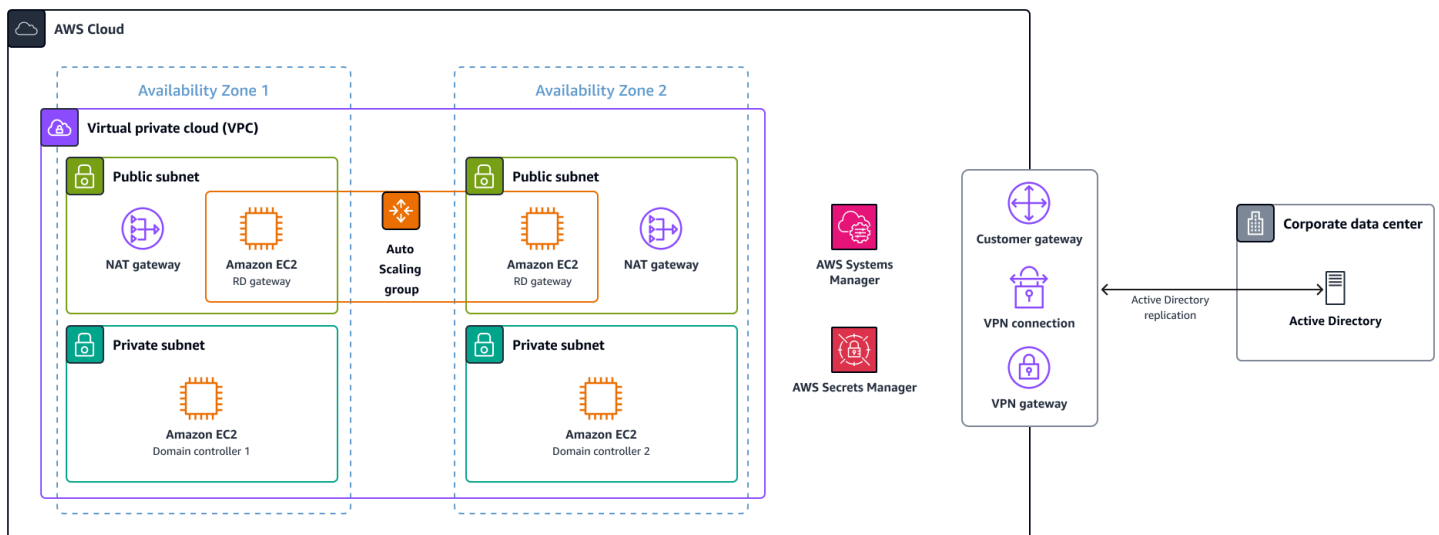 AWS Cloud
Availability Zone 1
Availability Zone 2
Virtual private cloud (VPC)
Public subnet
NAT gateway
Amazon EC2
RD gateway
Auto
Scaling
group
Public subnet
Amazon EC2
RD gateway
NAT gateway
Private subnet
Amazon EC2
Domain controller 1
Private subnet
Amazon EC2
Domain controller 2
AWS Systems
Manager
AWS Secrets Manager
Customer gateway
VPN connection
VPN gateway
Active Directory
replication
Corporate data center
Active Directory